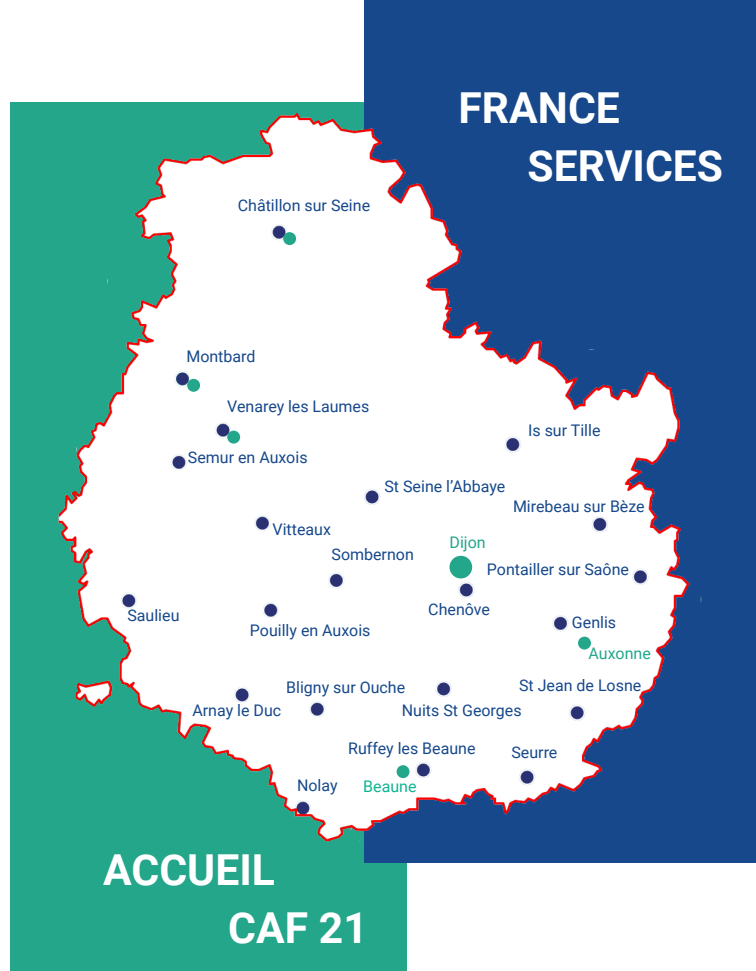 FRANCE
SERVICES
Châtillon sur Seine
Montbard
Venarey les Laumes
Is sur Tille
Semur en Auxois
St Seine l’Abbaye
Mirebeau sur Bèze
Vitteaux
Dijon
Sombernon
Pontailler sur Saône
Chenôve
Saulieu
Genlis
Pouilly en Auxois
Auxonne
Bligny sur Ouche
St Jean de Losne
Arnay le Duc
Nuits St Georges
Ruffey les Beaune
Seurre
Nolay
Beaune
ACCUEIL
CAF 21